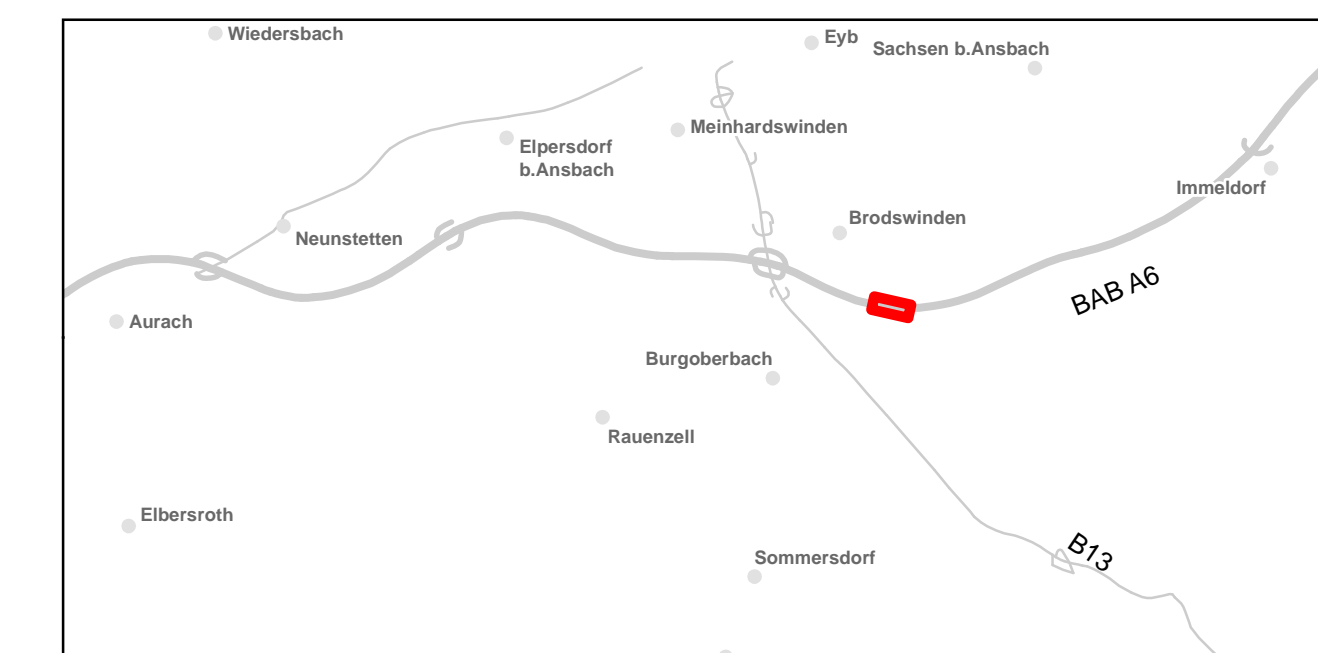 Wiedersbach
Eyb
Sachsen b.Ansbach
Meinhardswinden
Elpersdorf
b.Ansbach
Immeldorf
Brodswinden
Neunstetten
BAB A6
Aurach
Burgoberbach
Rauenzell
Elbersroth
B13
Sommersdorf